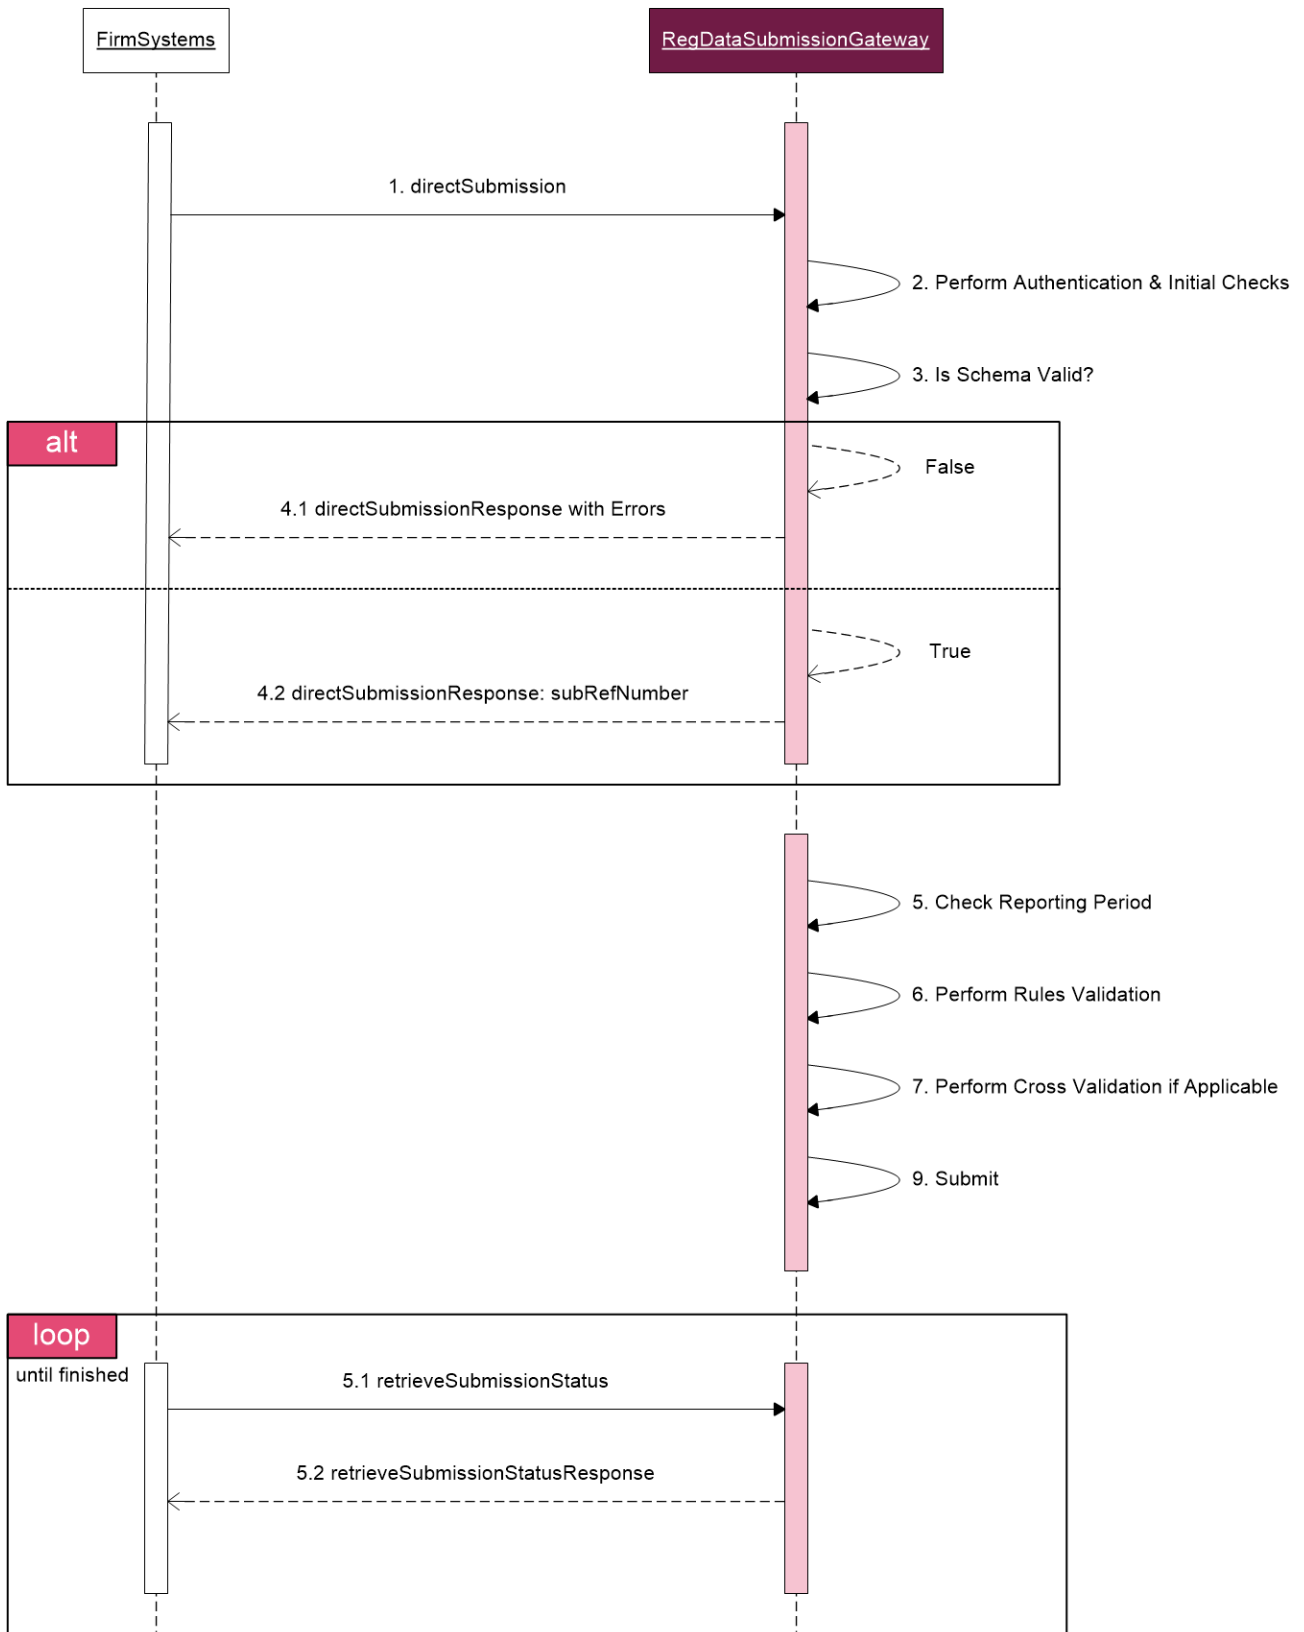 FirmSystems
RegDataSubmissionGateway
1. directSubmission
2. Perform Authentication & Initial Checks
3. Is Schema Valid?
alt
False
4.1 directSubmissionResponse with Errors
True
4.2 directSubmissionResponse: subRefNumber
5. Check Reporting Period
6. Perform Rules Validation
7. Perform Cross Validation if Applicable
9. Submit
loop
until finished
5.1 retrieveSubmissionStatus
5.2 retrieveSubmissionStatusResponse